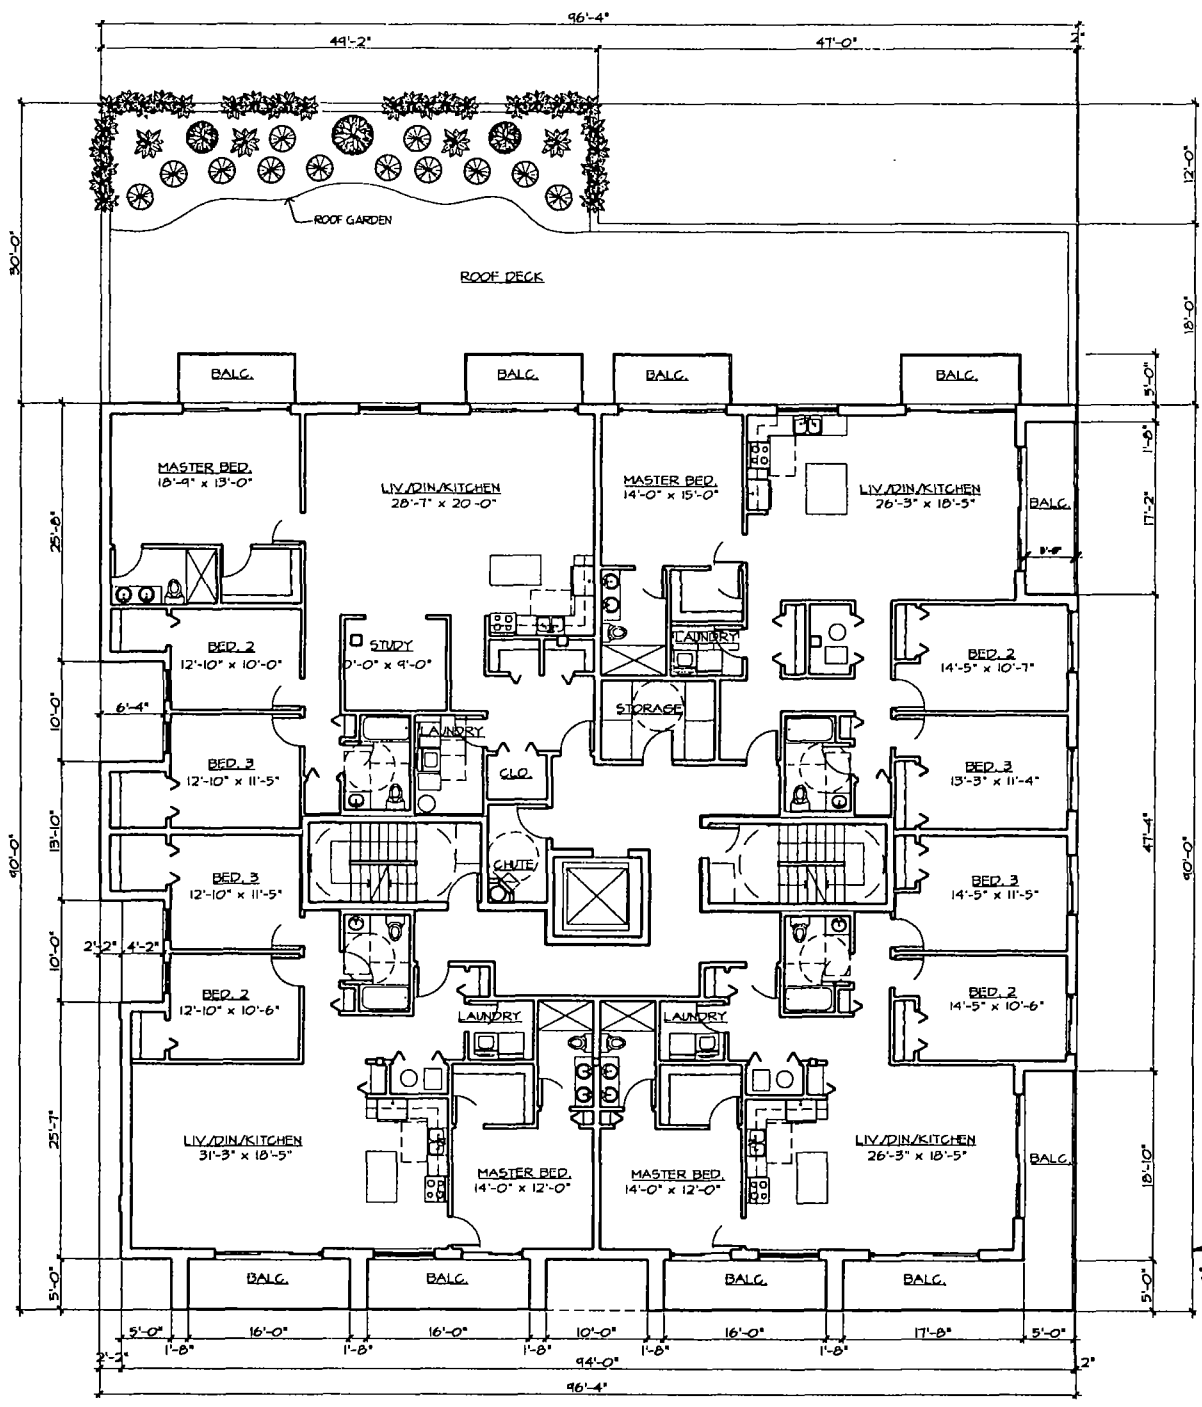 96'-4"
49'-2"
47'-0"
2"
30'-0"
12'-0"
18'-0"
ROOF GARDEN
ROOF DECK
BALC.
BALC.
BALC.
BALC.
5'-0"
1'-8"
MASTER BED.
18'-9" x 13'-0"
LIV./DIN./KITCHEN
28'-7" x 20'-0"
MASTER BED.
14'-0" x 15'-0"
LIV./DIN./KITCHEN
26'-3" x 18'-5"
BALC.
17'-2"
25'-8"
BED. 2
12'-10" x 10'-0"
STUDY
0'-0" x 9'-0"
LAUNDRY
BED. 2
14'-5" x 10'-7"
6'-4"
10'-0"
STORAGE
LAUNDRY
BED. 3
12'-10" x 11'-5"
CLO.
BED. 3
13'-3" x 11'-4"
13'-10"
90'-0"
47'-4"
90'-0"
CHUTE
BED. 3
12'-10" x 11'-5"
BED. 3
14'-5" x 11'-5"
2'-2"
4'-2"
10'-0"
BED. 2
12'-10" x 10'-6"
BED. 2
14'-5" x 10'-6"
LAUNDRY
LAUNDRY
25'-7"
LIV./DIN./KITCHEN
31'-3" x 18'-5"
MASTER BED.
14'-0" x 12'-0"
MASTER BED.
14'-0" x 12'-0"
LIV./DIN./KITCHEN
26'-3" x 18'-5"
BALC.
18'-10"
5'-0"
BALC.
BALC.
BALC.
BALC.
5'-0"
5'-0"
1'-8"
16'-0"
1'-8"
16'-0"
1'-8"
10'-0"
1'-8"
16'-0"
1'-8"
17'-8"
5'-0"
2'-2"
94'-0"
2"
96'-4"